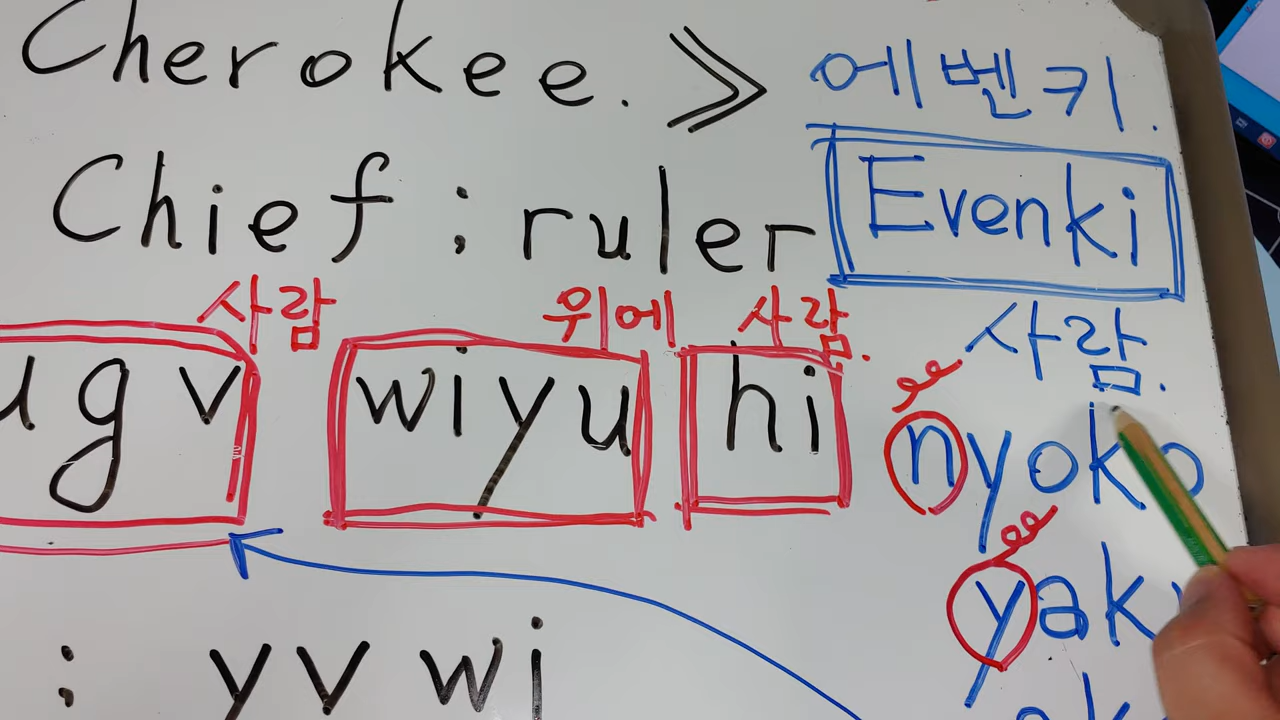 Cherokee. >> 에벤키.
Chief ; ruler
Evenki
사람 위에 사람.
사람.
ugv wiyu hi
nyoko
yak
: yvwi